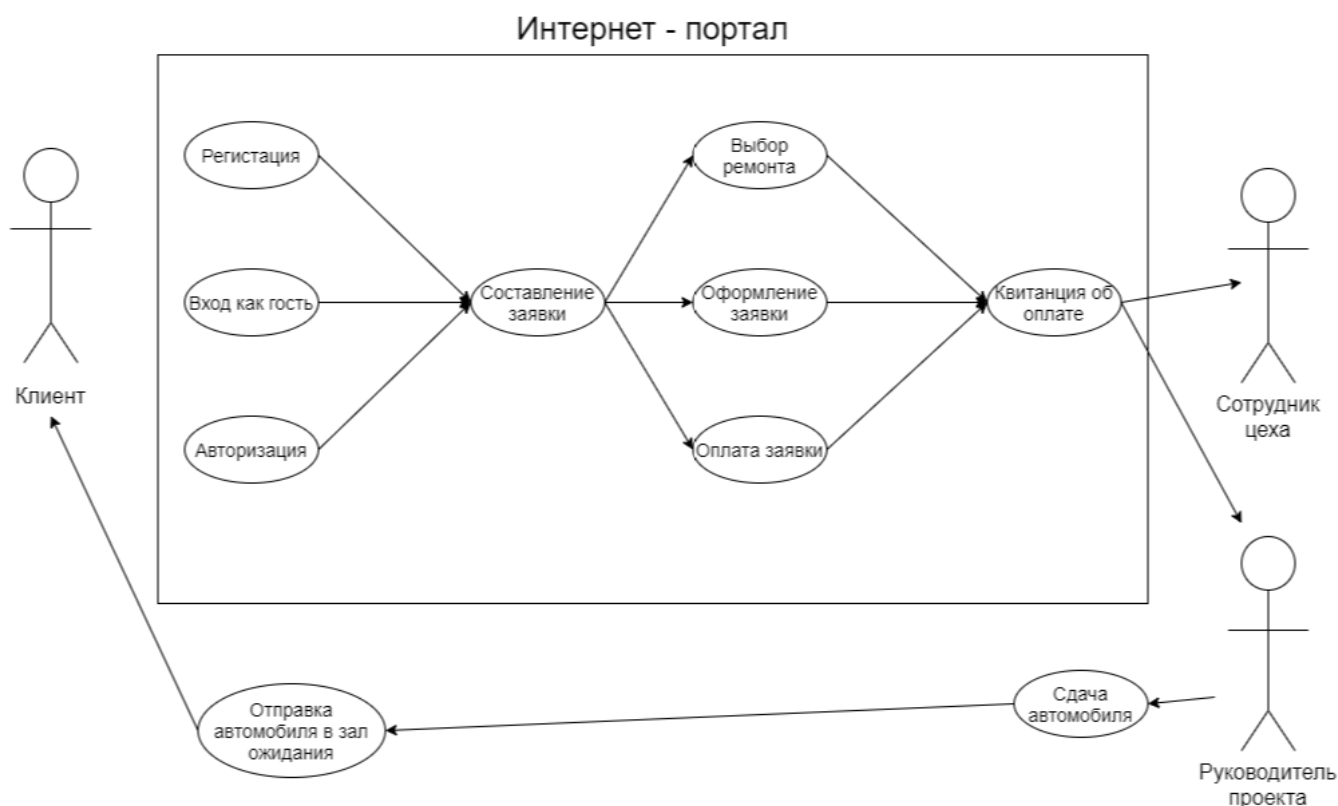 Интернет - портал
Регистация
Выбор
ремонта
Вход как гость
Составление
заявки
Оформление
заявки
Квитанция об
оплате
Клиент
Авторизация
Оплата заявки
Сотрудник
цеха
Отправка
автомобиля в зал
ожидания
Сдача
автомобиля
Руководитель
проекта